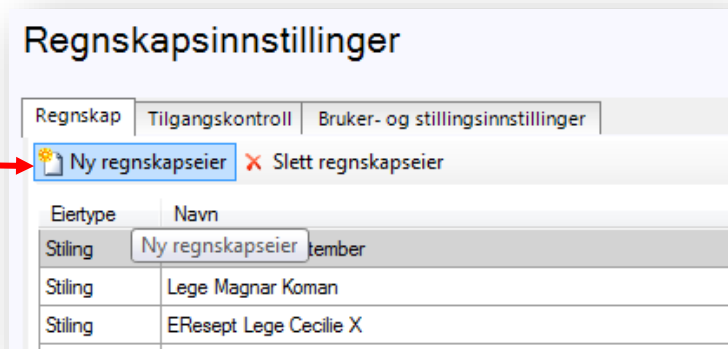 Regnskapsinnstillinger
Regnskap Tilgangskontroll Bruker- og stillingsinnstillinger
Ny regnskapseier Slett regnskapseier
Eiertype Navn
Stiling Ny regnskapseier tember
Stiling Lege Magnar Koman
Stiling EResept Lege Cecilie X